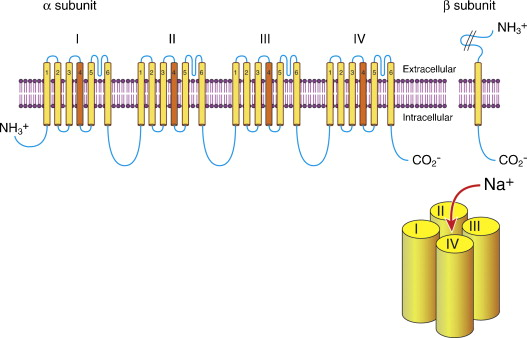 α subunit
β subunit
I II III IV
NH₃⁺
1 2 3 4 5 6 1 2 3 4 5 6 1 2 3 4 5 6 1 2 3 4 5 6
Extracellular
Intracellular
NH₃⁺
CO₂⁻
CO₂⁻
Na⁺
II
I
III
IV